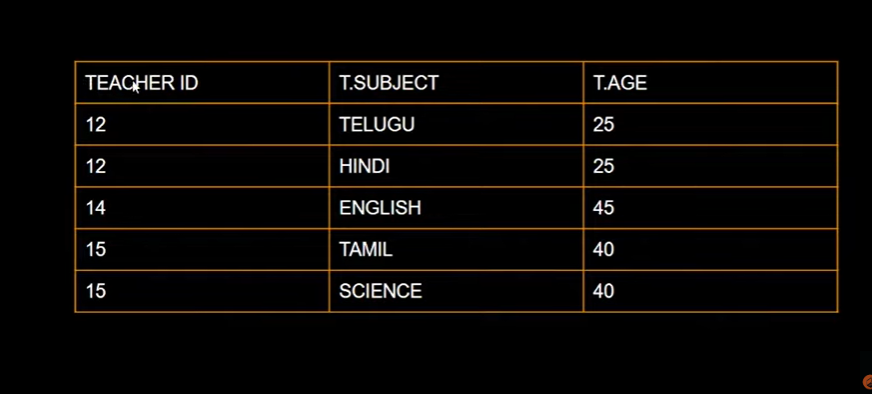 TEACHER ID T.SUBJECT T.AGE
12 TELUGU 25
12 HINDI 25
14 ENGLISH 45
15 TAMIL 40
15 SCIENCE 40